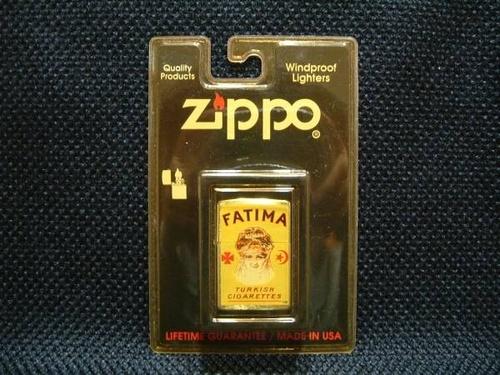 Quality
Products
Windproof
Lighters
Zippo®
FATIMA
TURKISH
CIGARETTES
LIFETIME GUARANTEE / MADE IN USA